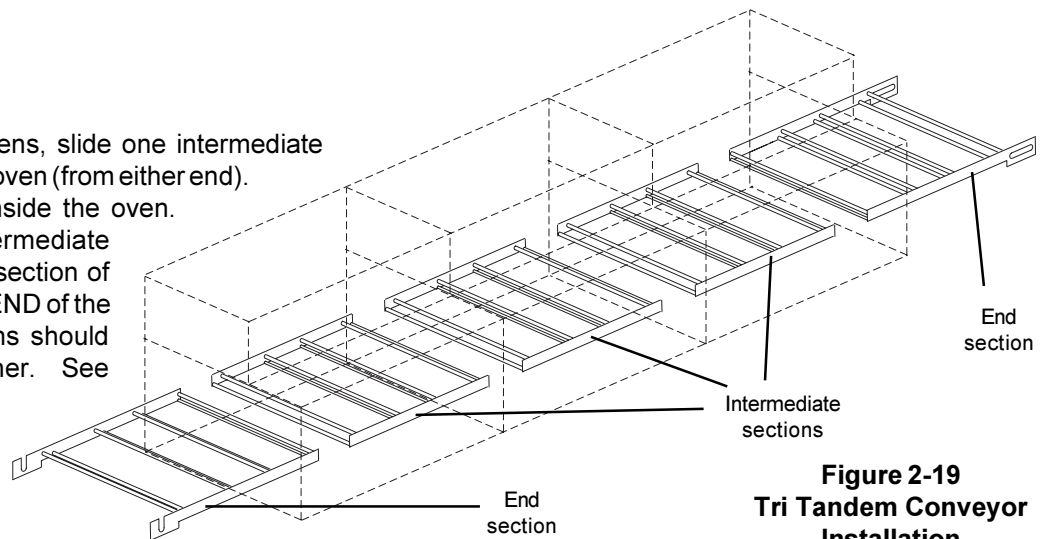 ens, slide one intermediate
oven (from either end).
nside the oven.
ermediate
section of
END of the
ns should
ner. See
End
section
Intermediate
sections
End
section
Figure 2-19
Tri Tandem Conveyor
Installation